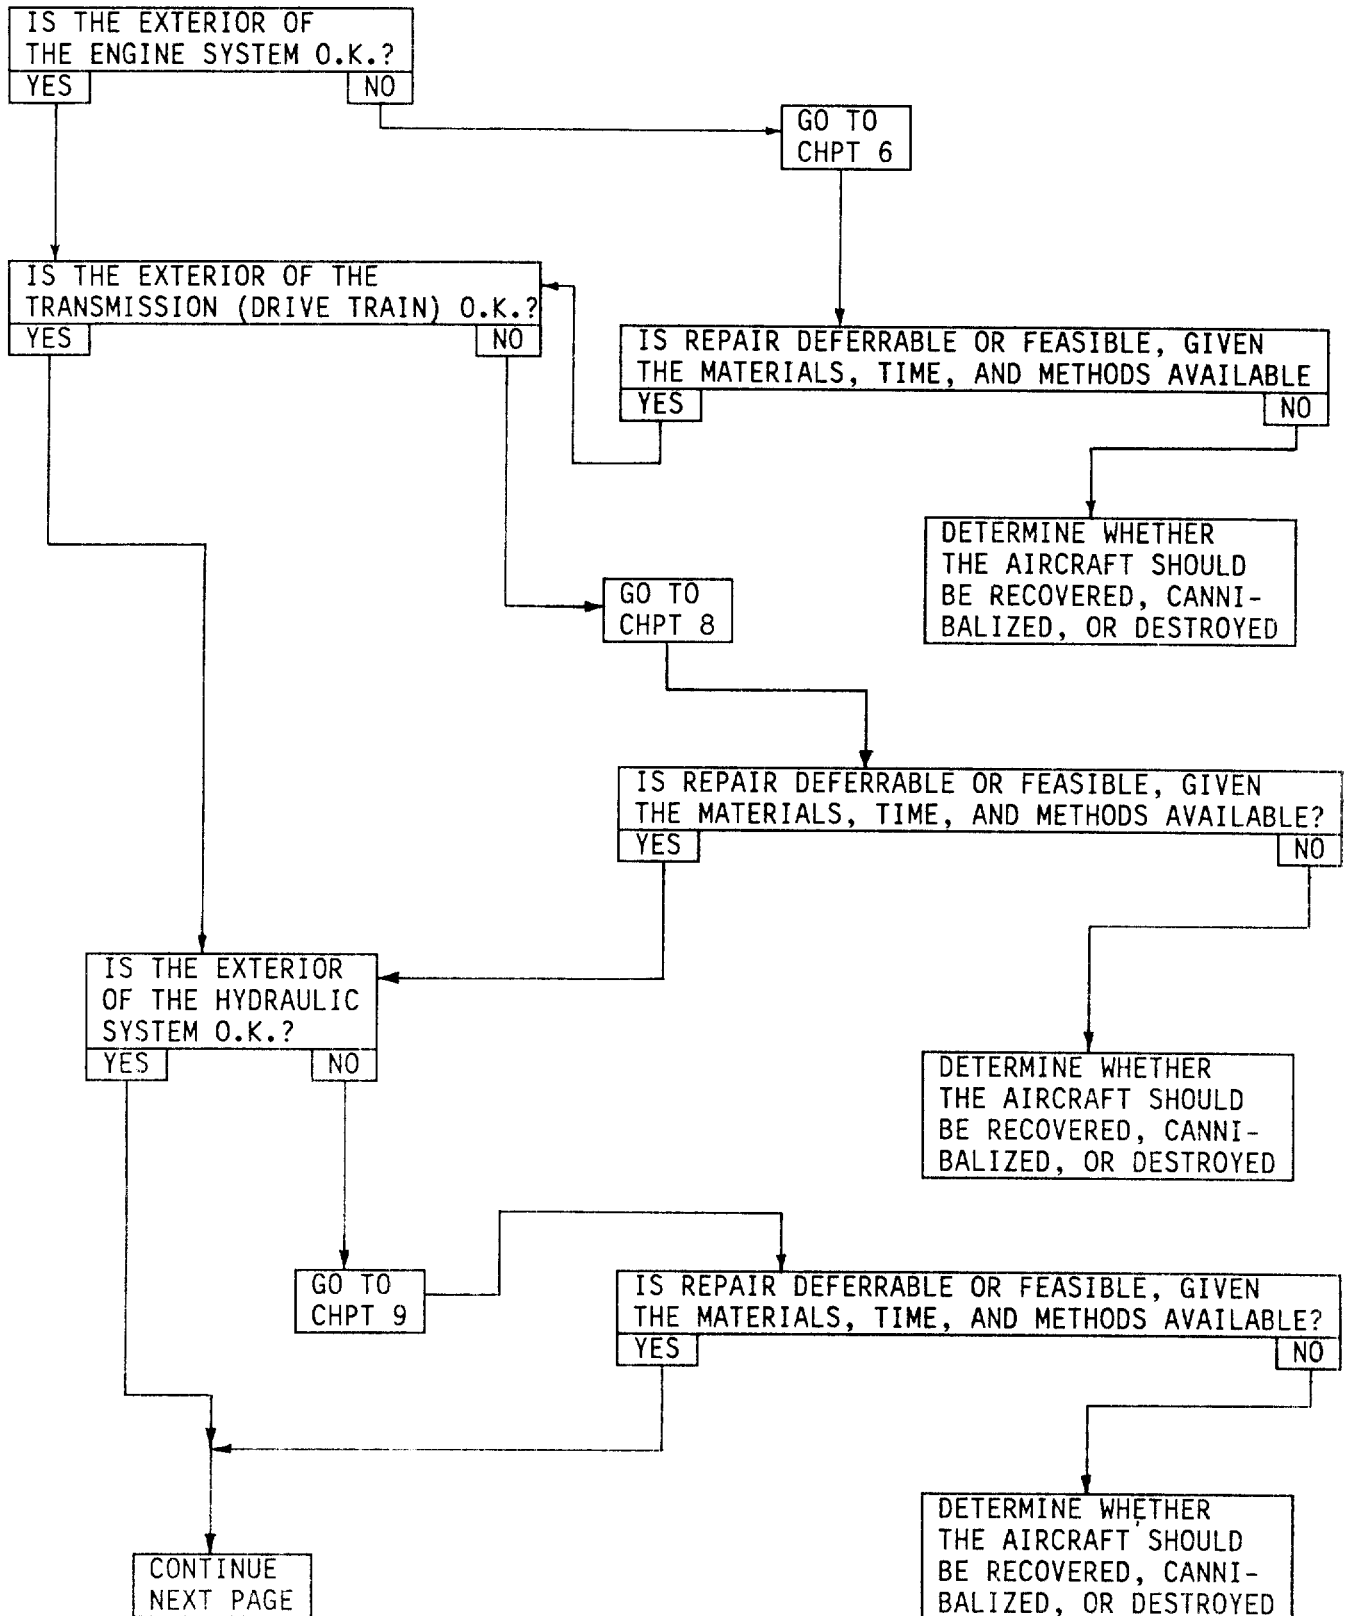 IS THE EXTERIOR OF
THE ENGINE SYSTEM O.K.?
YES
NO
GO TO
CHPT 6
IS THE EXTERIOR OF THE
TRANSMISSION (DRIVE TRAIN) O.K.?
YES
NO
IS REPAIR DEFERRABLE OR FEASIBLE, GIVEN
THE MATERIALS, TIME, AND METHODS AVAILABLE
YES
NO
DETERMINE WHETHER
THE AIRCRAFT SHOULD
BE RECOVERED, CANNI-
BALIZED, OR DESTROYED
GO TO
CHPT 8
IS REPAIR DEFERRABLE OR FEASIBLE, GIVEN
THE MATERIALS, TIME, AND METHODS AVAILABLE?
YES
NO
IS THE EXTERIOR
OF THE HYDRAULIC
SYSTEM O.K.?
YES
NO
DETERMINE WHETHER
THE AIRCRAFT SHOULD
BE RECOVERED, CANNI-
BALIZED, OR DESTROYED
GO TO
CHPT 9
IS REPAIR DEFERRABLE OR FEASIBLE, GIVEN
THE MATERIALS, TIME, AND METHODS AVAILABLE?
YES
NO
DETERMINE WHETHER
THE AIRCRAFT SHOULD
BE RECOVERED, CANNI-
BALIZED, OR DESTROYED
CONTINUE
NEXT PAGE